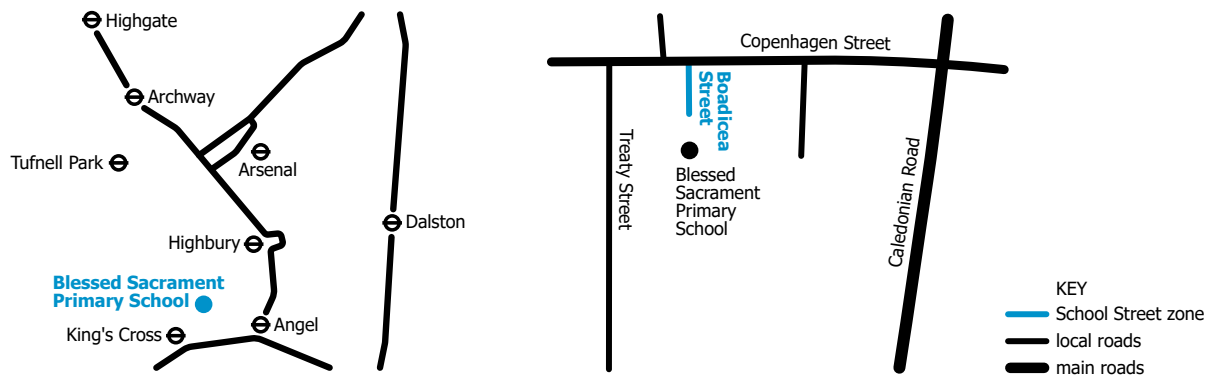 Highgate
Archway
Tufnell Park
Arsenal
Dalston
Highbury
Blessed Sacrament
Primary School
King's Cross
Angel
Copenhagen Street
Boadicea
Street
Treaty Street
Blessed
Sacrament
Primary
School
Caledonian Road
KEY
School Street zone
local roads
main roads